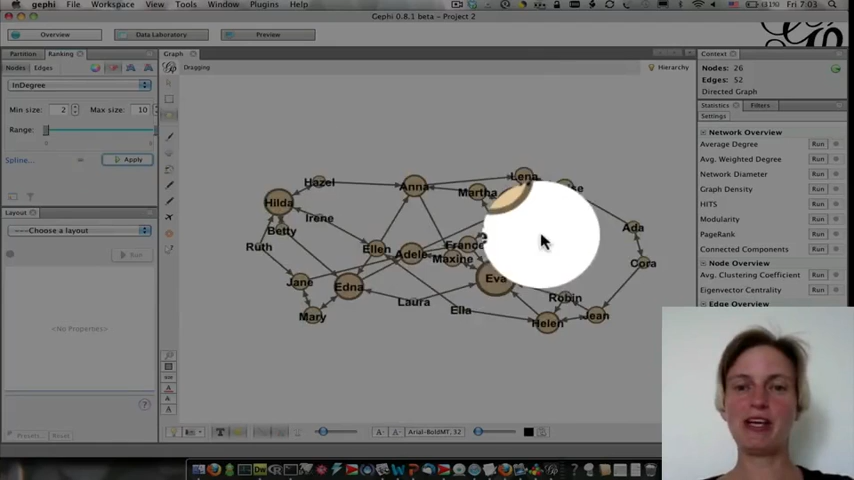 gephi File Workspace View Tools Window Plugins Help Fri 7:03
Gephi 0.8.1 beta - Project 2
Overview Data Laboratory Preview
Partition Ranking Graph Context
Nodes Edges Dragging Hierarchy Nodes: 26
Edges: 52
Directed Graph
InDegree
Min size: 2 Max size: 10 Statistics Filters
Settings
Range:
Network Overview
Average Degree Run
Spline... Apply Avg. Weighted Degree Run
Network Diameter Run
Graph Density Run
HITS Run
Modularity Run
PageRank Run
Connected Components Run
Node Overview
Avg. Clustering Coefficient Run
Eigenvector Centrality Run
Edge Overview
Layout
---Choose a layout
Run
<No Properties>
Presets... Reset
Hazel Anna Lena
Martha
Hilda
Irene
Betty Ada
Ruth Ellen Adele
Maxine Cora
Jane Edna Eva
Laura Robin
Mary Ella Helen Jean
Arial-BoldMT, 32